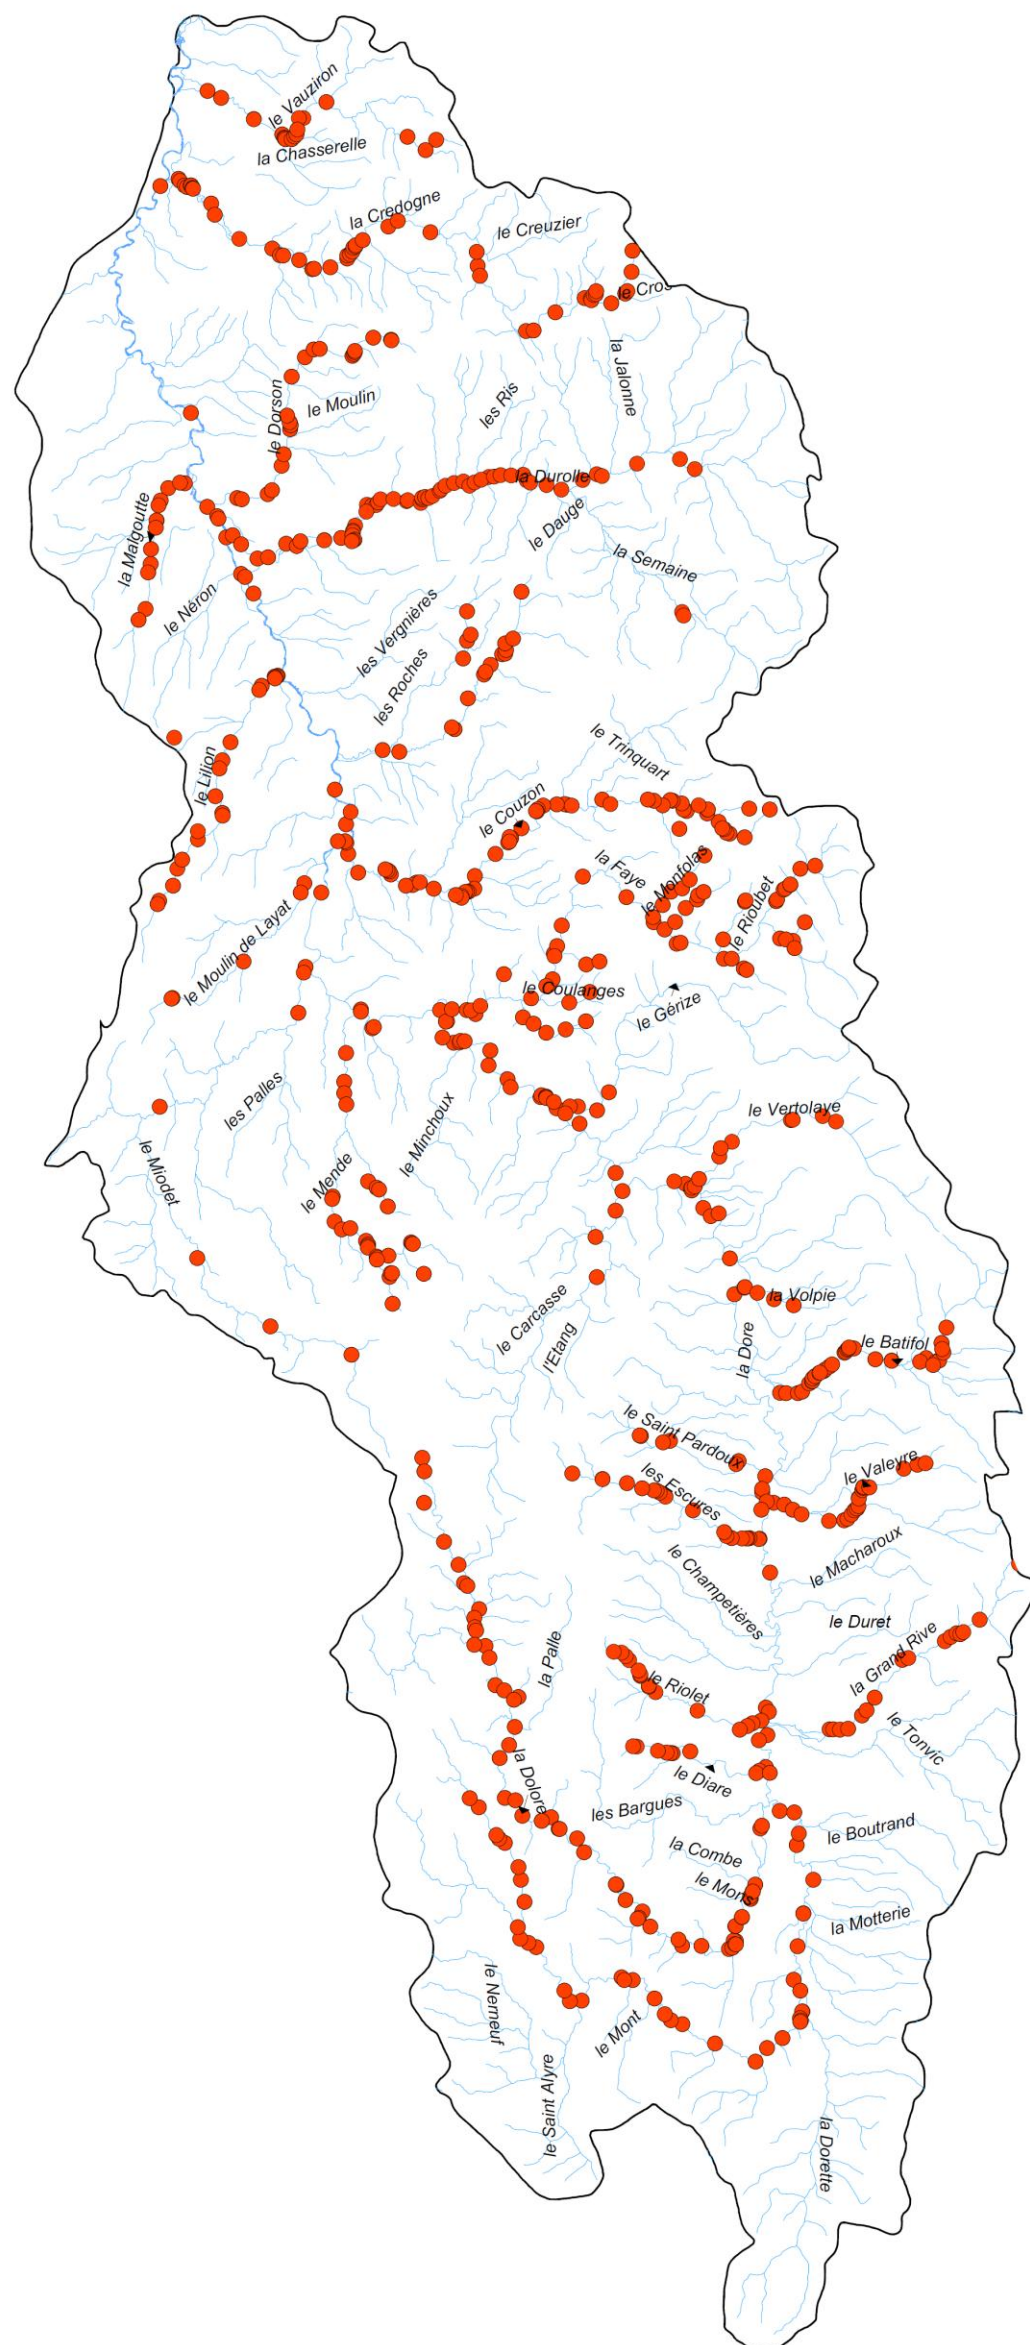 le Vauziron
la Chasserelle
la Credogne
le Creuzier
le Cros
la Jalonne
le Dorson
le Moulin
les Ris
la Durolle
la Malgoutte
le Dauge
la Semaine
le Néron
les Vergnières
les Roches
le Trinquart
le Lilion
le Couzon
la Faye
le Monfolas
le Rioubet
le Moulin de Layat
le Coulanges
le Gérize
les Palles
le Minchoux
le Vertolaye
le Miodet
le Mende
la Volpie
le Carcasse
l'Etang
la Dore
le Batifol
le Saint Pardoux
le Valeyre
les Escures
le Macharoux
le Champetières
le Duret
la Grand Rive
la Palle
le Riolet
le Tonvic
la Dolore
le Diare
les Bargues
le Boutrand
la Combe
le Mons
la Motterie
le Nerneuf
le Mont
le Saint Alyre
la Dorette